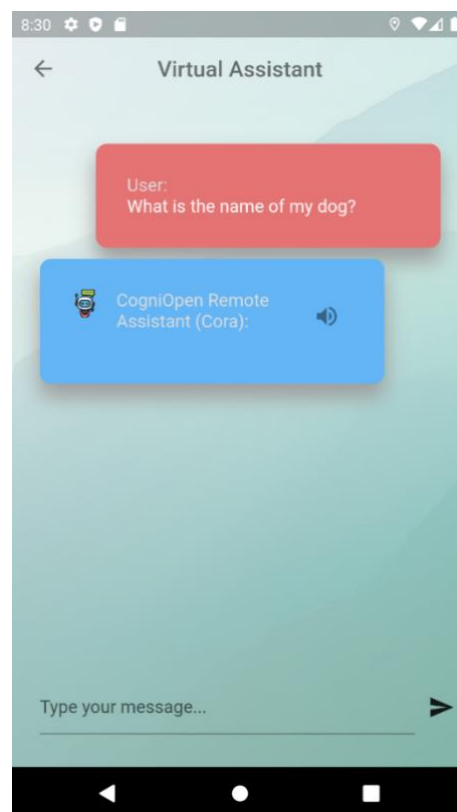 8:30
Virtual Assistant
User:
What is the name of my dog?
CogniOpen Remote
Assistant (Cora):
Type your message...